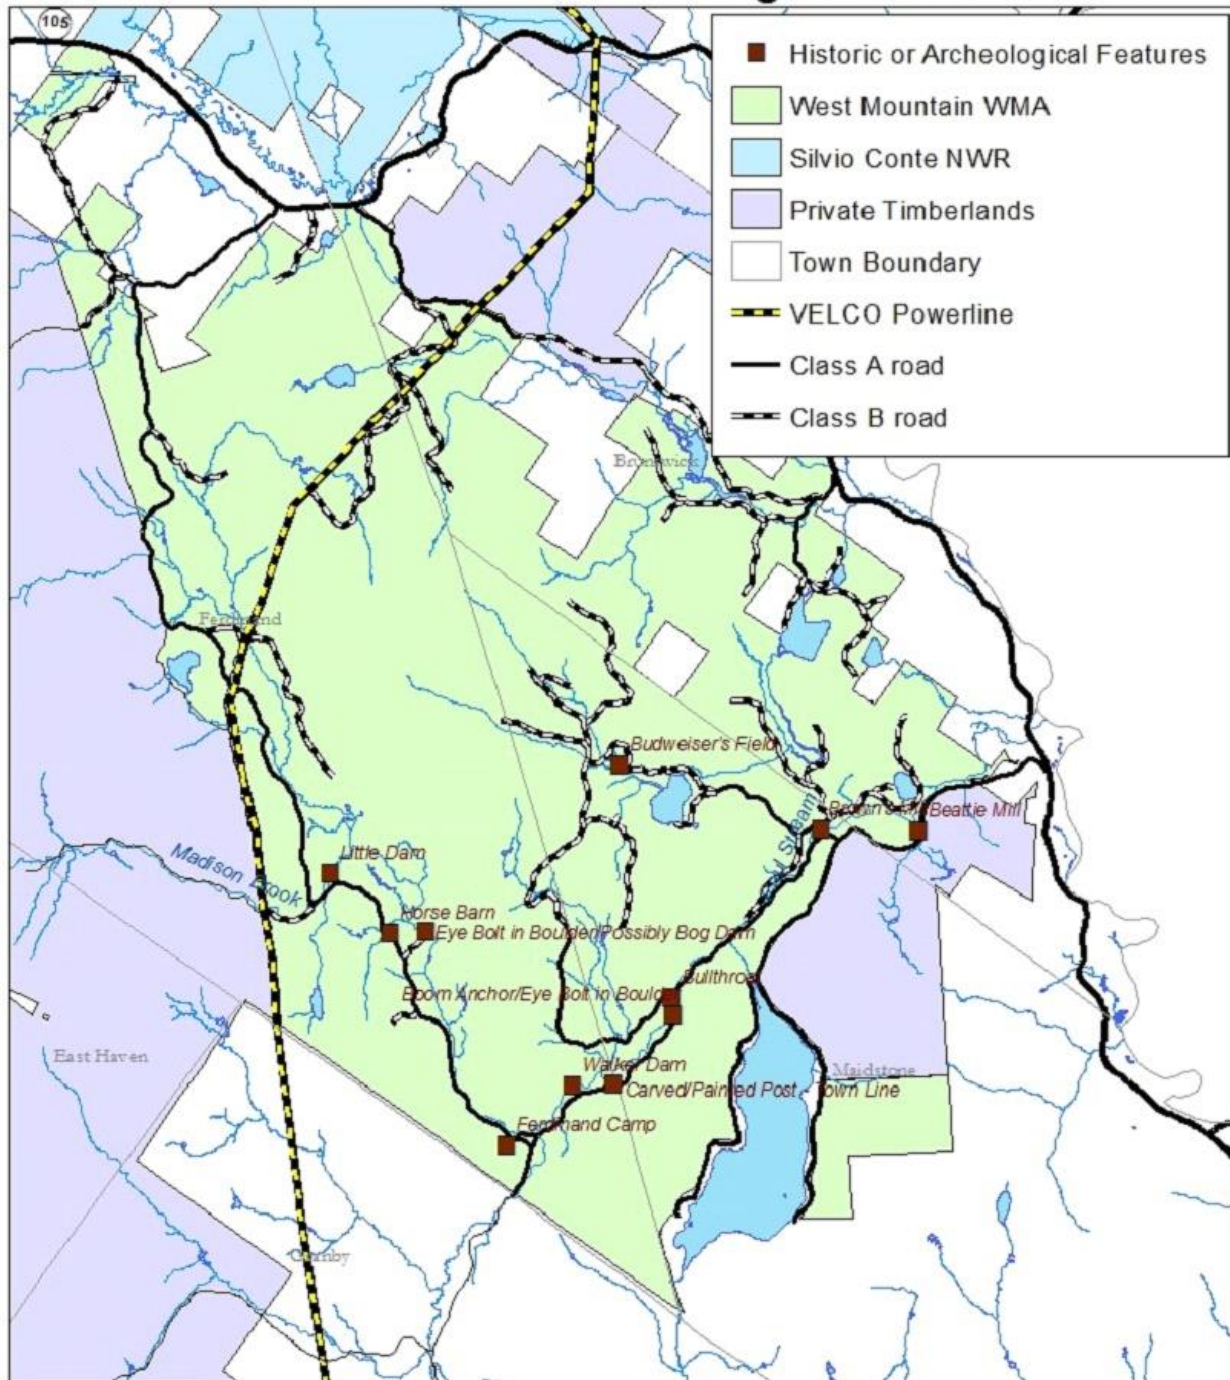 105
Historic or Archeological Features
West Mountain WMA
Silvio Conte NWR
Private Timberlands
Town Boundary
VELCO Powerline
Class A road
Class B road
Brunswick
Ferdinand
Budweiser's Field
Beattie Mill
Stream
Little Dam
Madison Brook
Horse Barn
Eye Bolt in Boulder/Possibly Bog Dam
Boom Anchor/Eye Bolt in
East Haven
Walker Dam
Maidstone
Carved/Painted Post - Town Line
Ferdinand Camp
Granby